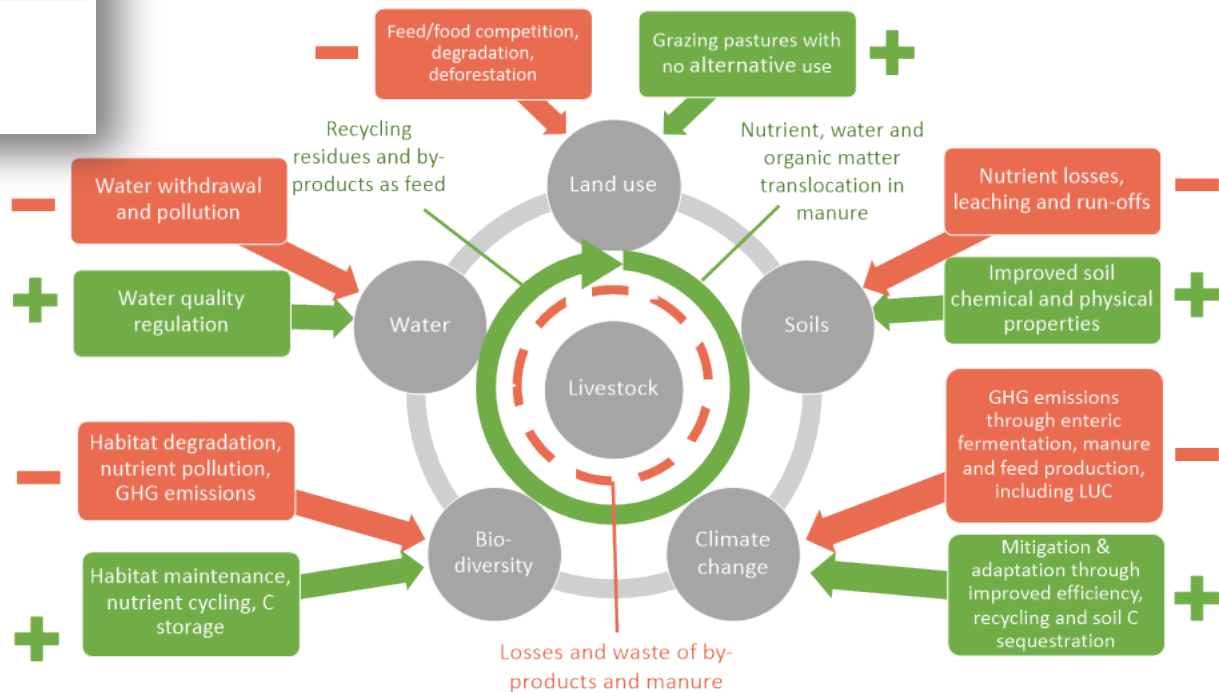 Feed/food competition,
degradation,
deforestation
Grazing pastures with
no alternative use
Recycling
residues and by-
products as feed
Nutrient, water and
organic matter
translocation in
manure
Water withdrawal
and pollution
Land use
Nutrient losses,
leaching and run-offs
Water quality
regulation
Water
Soils
Improved soil
chemical and physical
properties
Livestock
Habitat degradation,
nutrient pollution,
GHG emissions
GHG emissions
through enteric
fermentation, manure
and feed production,
including LUC
Bio-
diversity
Climate
change
Habitat maintenance,
nutrient cycling, C
storage
Mitigation &
adaptation through
improved efficiency,
recycling and soil C
sequestration
Losses and waste of by-
products and manure